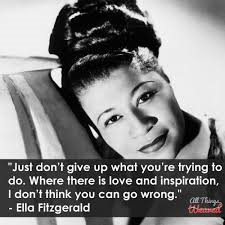 "Just don't give up what you're trying to
do. Where there is love and inspiration,
I don't think you can go wrong."
- Ella Fitzgerald
All Things
Weaved